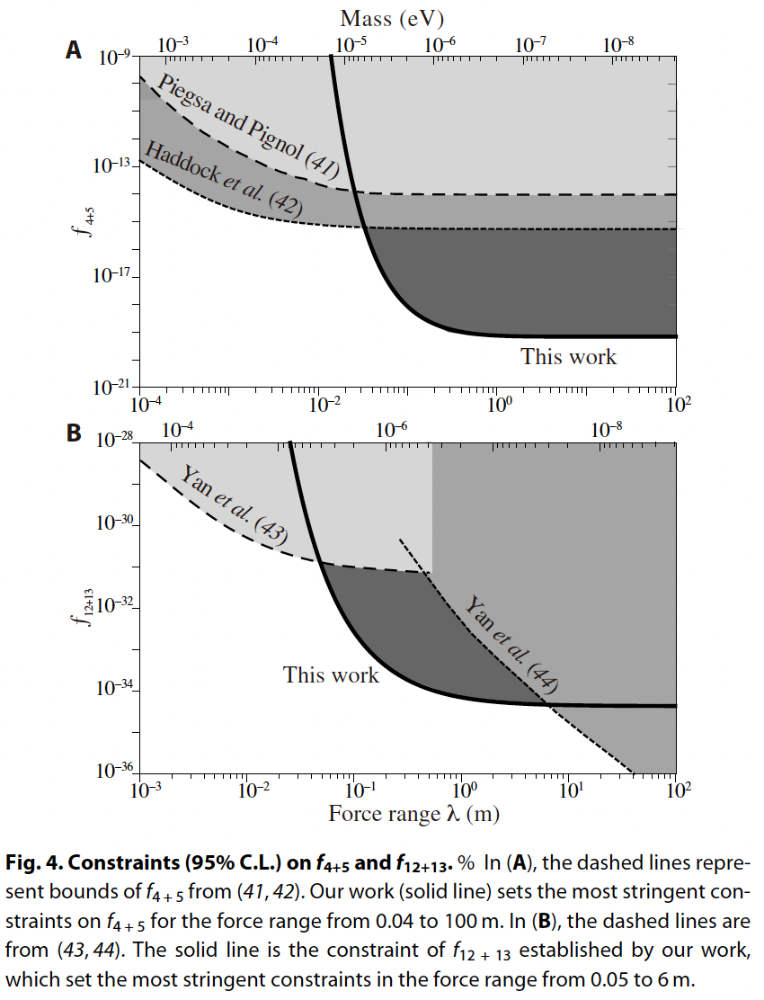 Mass (eV)
A
10⁻³ 10⁻⁴ 10⁻⁵ 10⁻⁶ 10⁻⁷ 10⁻⁸
10⁻⁹
Piegsa and Pignol (41)
10⁻¹³
Haddock et al. (42)
f₄₊₅
10⁻¹⁷
This work
10⁻²¹
10⁻⁴ 10⁻² 10⁰ 10²
B
10⁻⁴ 10⁻⁶ 10⁻⁸
10⁻²⁸
Yan et al. (43)
10⁻³⁰
f₁₂₊₁₃
10⁻³²
Yan et al. (44)
This work
10⁻³⁴
10⁻³⁶
10⁻³ 10⁻² 10⁻¹ 10⁰ 10¹ 10²
Force range λ (m)
Fig. 4. Constraints (95% C.L.) on f₄₊₅ and f₁₂₊₁₃. % In (A), the dashed lines repre-
sent bounds of f₄ ₊ ₅ from (41, 42). Our work (solid line) sets the most stringent con-
straints on f₄ ₊ ₅ for the force range from 0.04 to 100 m. In (B), the dashed lines are
from (43, 44). The solid line is the constraint of f₁₂ ₊ ₁₃ established by our work,
which set the most stringent constraints in the force range from 0.05 to 6 m.